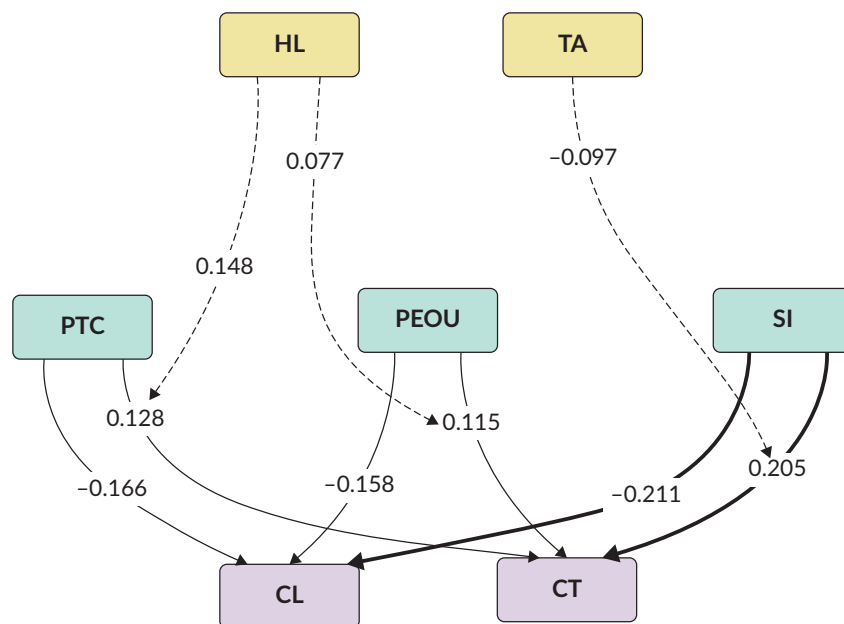 HL
TA
0.077
–0.097
0.148
PTC
PEOU
SI
0.128
0.115
–0.166
–0.158
–0.211
0.205
CL
CT